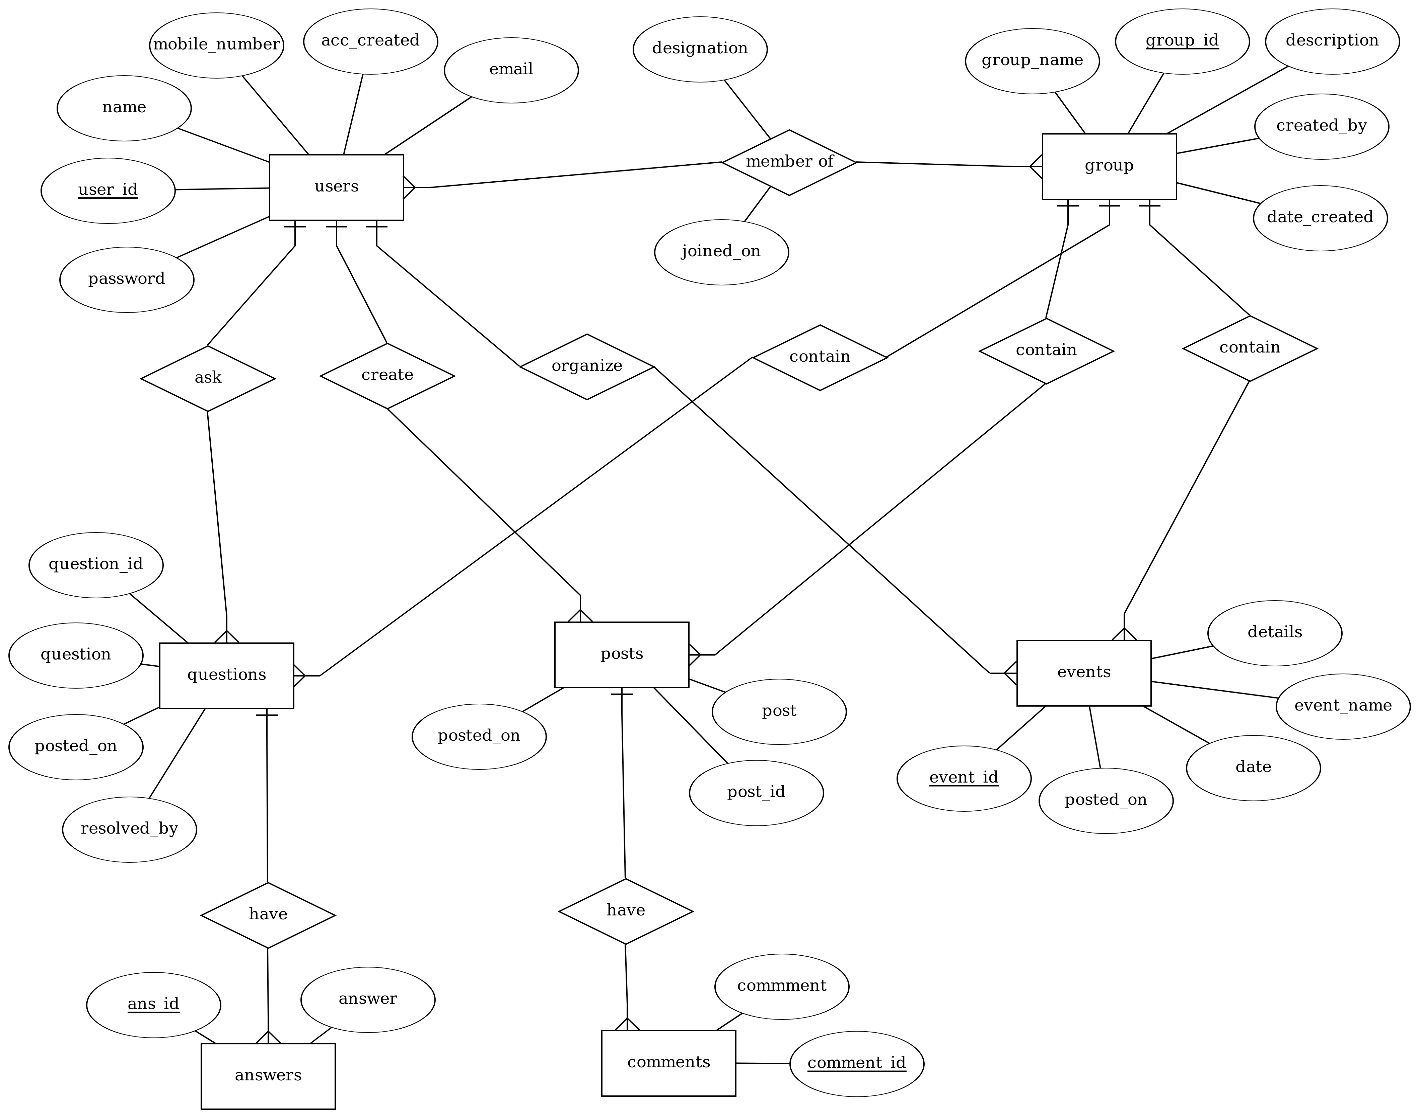 mobile_number
acc_created
email
name
users
user_id
password
designation
member of
joined_on
group_name
group_id
description
created_by
group
date_created
ask
create
organize
contain
contain
contain
question_id
question
questions
posted_on
resolved_by
posts
posted_on
post
post_id
events
details
event_name
event_id
posted_on
date
have
have
ans_id
answer
answers
commment
comments
comment_id